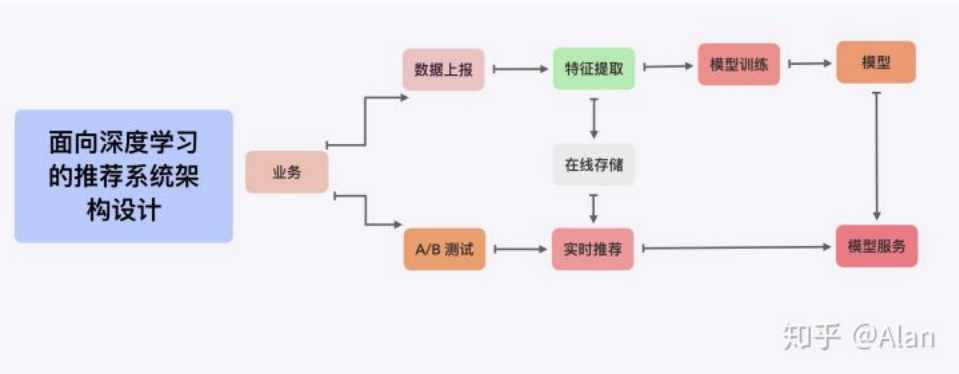 面向深度学习
的推荐系统架
构设计
业务
数据上报
特征提取
模型训练
模型
在线存储
A/B 测试
实时推荐
模型服务
知乎 @Alan